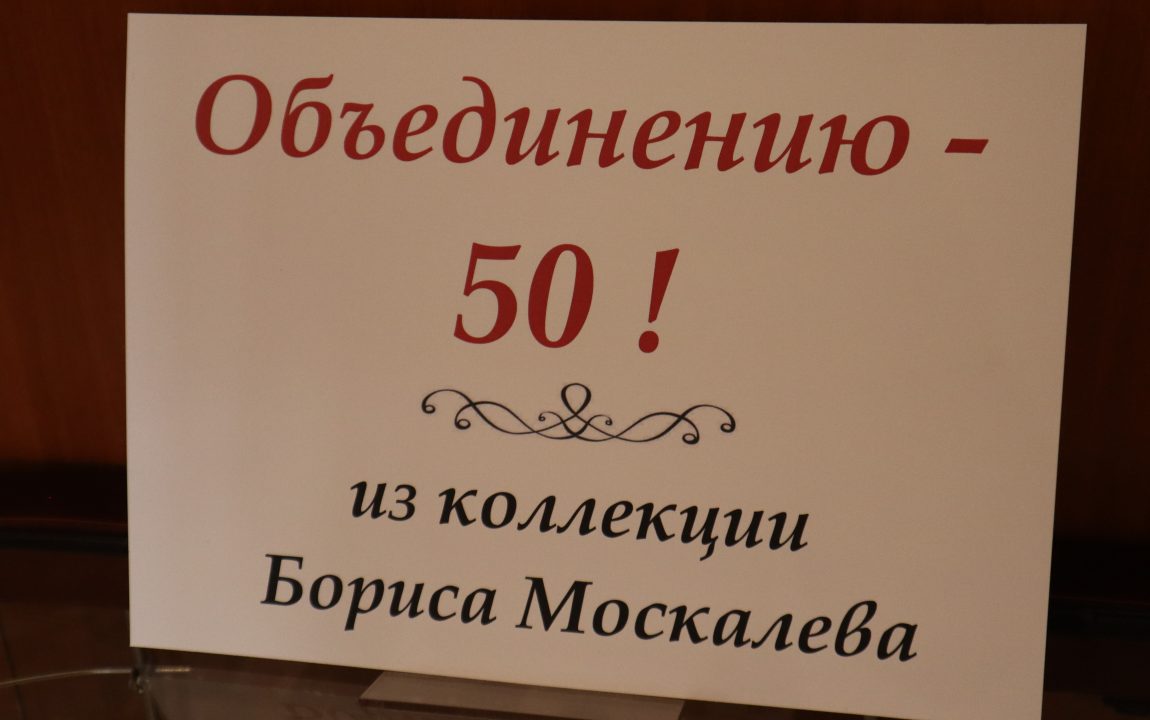 Объединению -
50 !
из коллекции
Бориса Москалева